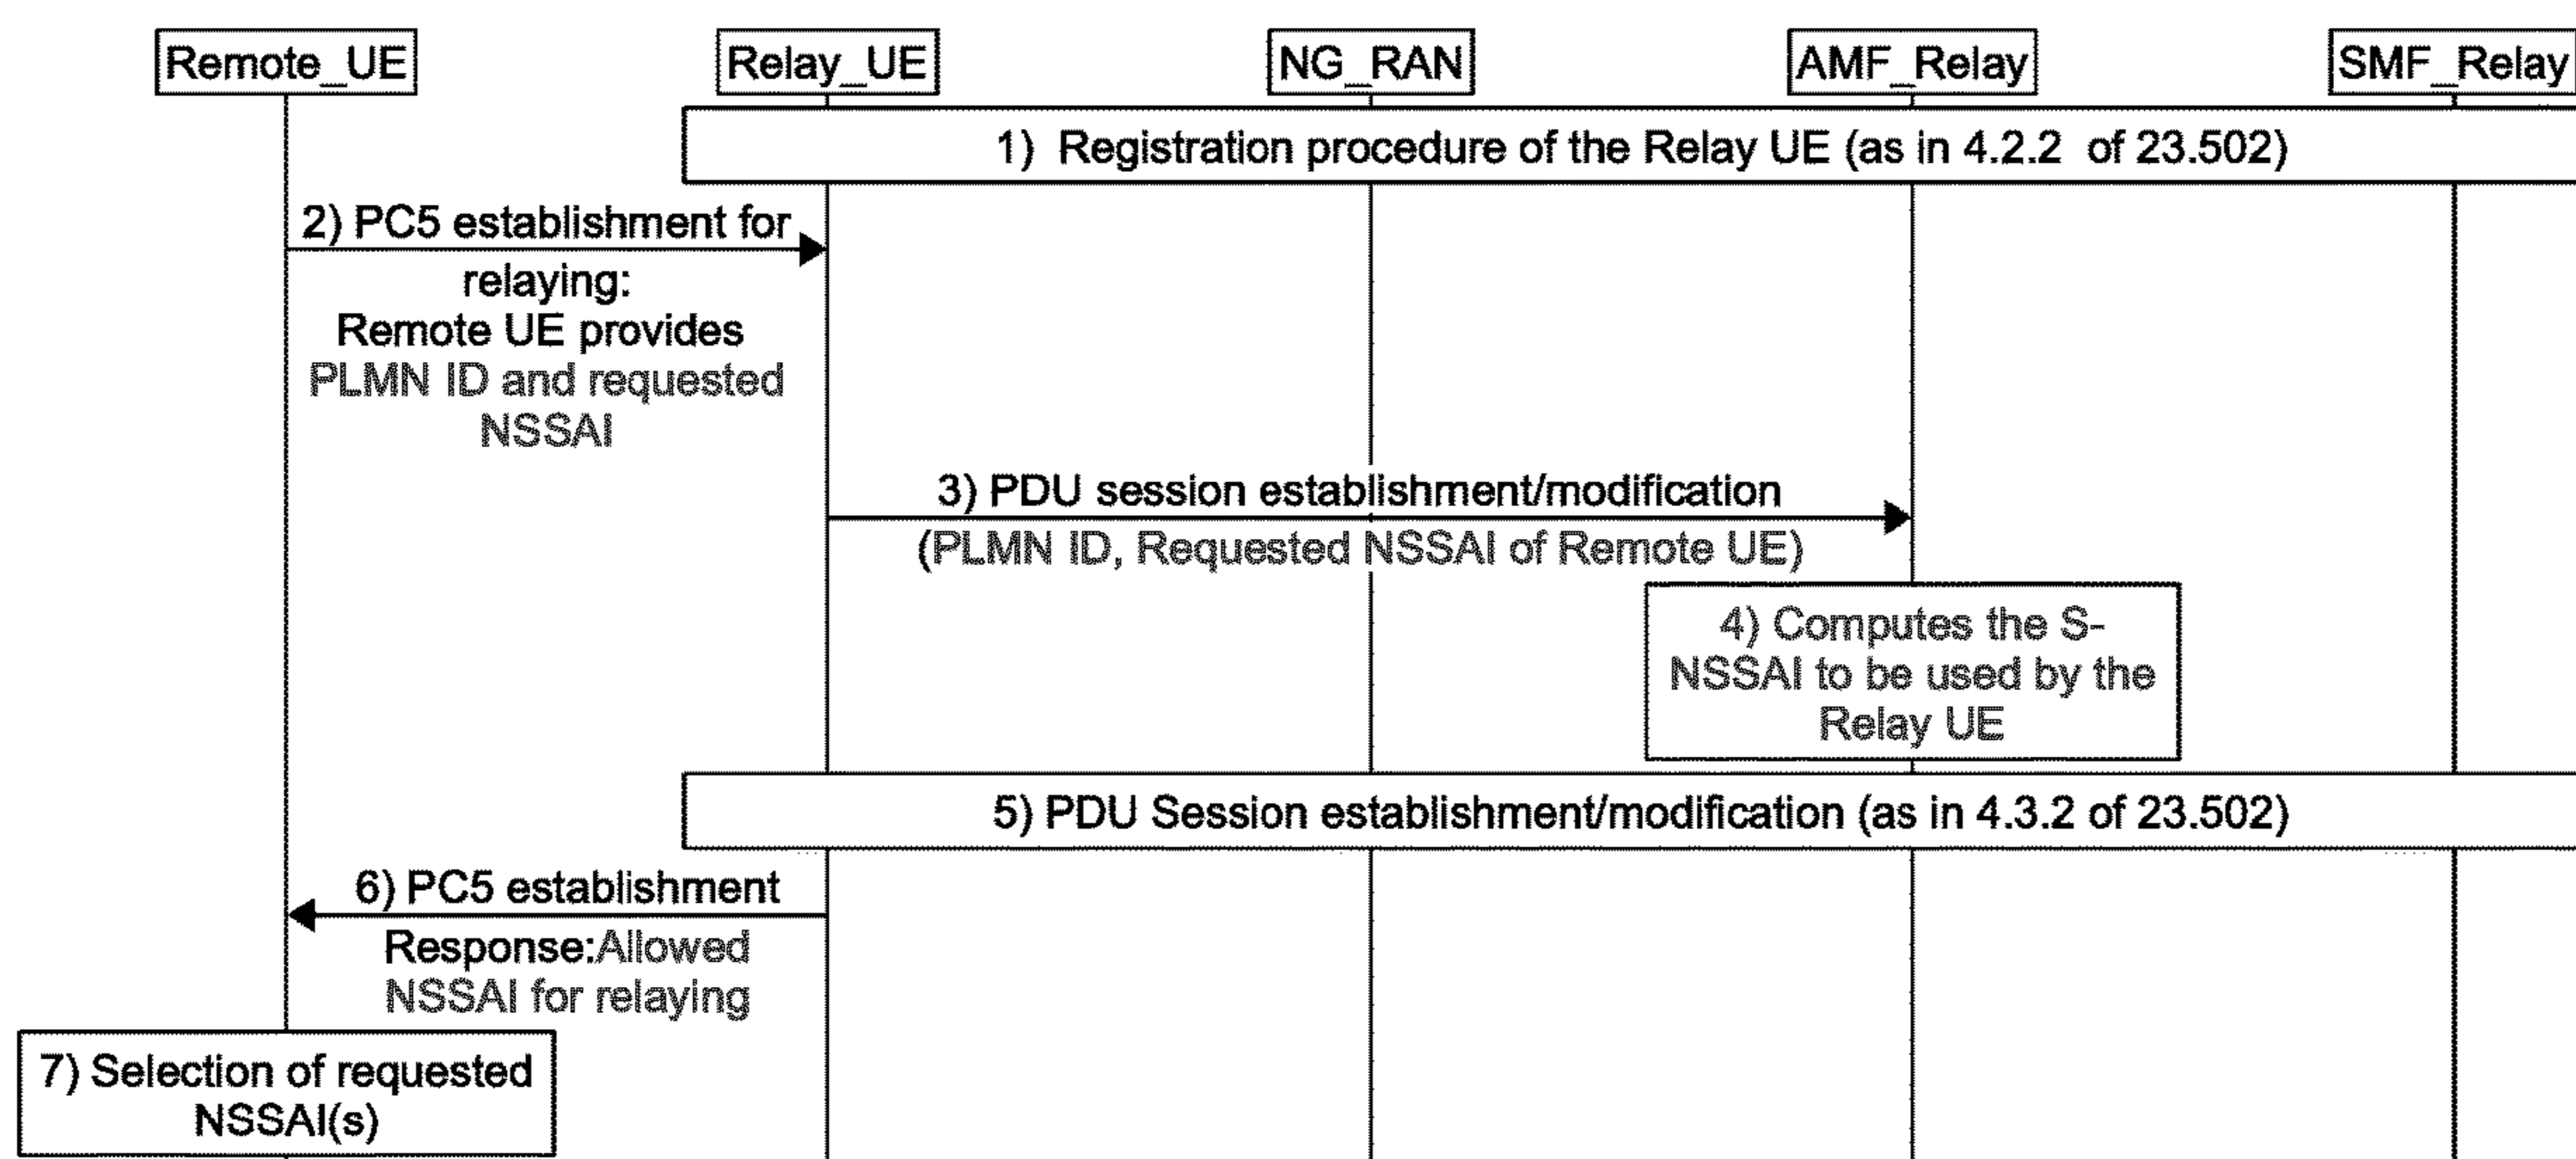 Remote_UE
Relay_UE
NG_RAN
AMF_Relay
SMF_Relay
1) Registration procedure of the Relay UE (as in 4.2.2 of 23.502)
2) PC5 establishment for
relaying:
Remote UE provides
PLMN ID and requested
NSSAI
3) PDU session establishment/modification
(PLMN ID, Requested NSSAI of Remote UE)
4) Computes the S-
NSSAI to be used by the
Relay UE
5) PDU Session establishment/modification (as in 4.3.2 of 23.502)
6) PC5 establishment
Response:Allowed
NSSAI for relaying
7) Selection of requested
NSSAI(s)